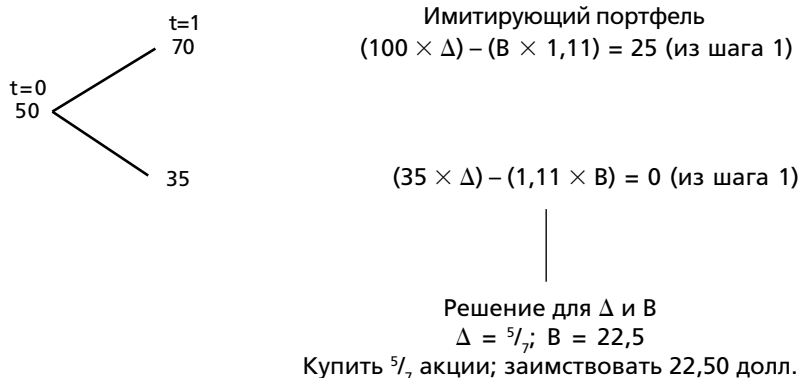 Имитирующий портфель
t=1
70
(100 × Δ) – (B × 1,11) = 25 (из шага 1)
t=0
50
35
(35 × Δ) – (1,11 × B) = 0 (из шага 1)
Решение для Δ и B
Δ = 5/7; B = 22,5
Купить 5/7 акции; заимствовать 22,50 долл.